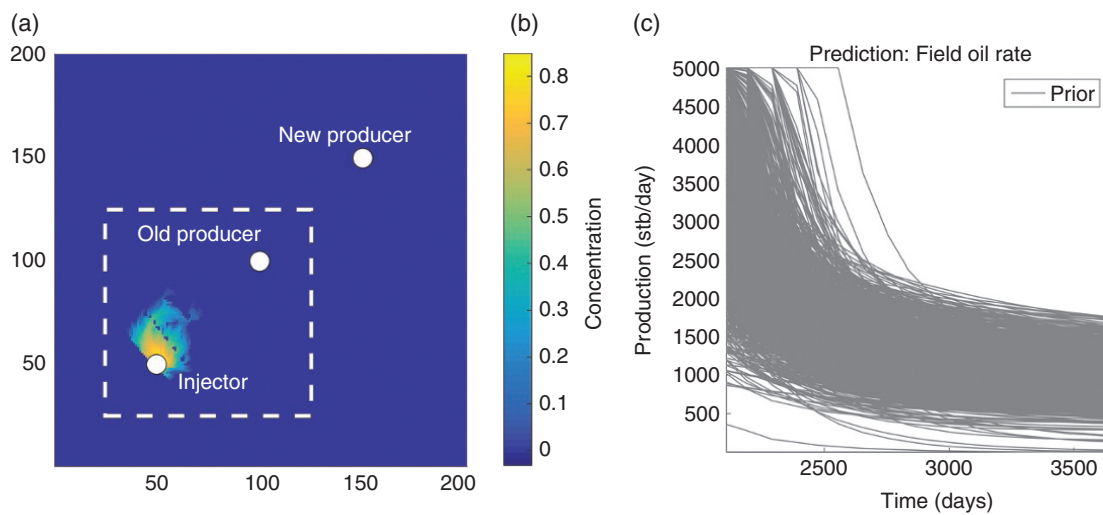 (a)
200
150
100
50
50
100
150
200
New producer
Old producer
Injector
(b)
0.8
0.7
0.6
0.5
0.4
0.3
0.2
0.1
0
Concentration
(c)
Prediction: Field oil rate
Prior
5000
4500
4000
3500
3000
2500
2000
1500
1000
500
Production (stb/day)
2500
3000
3500
Time (days)